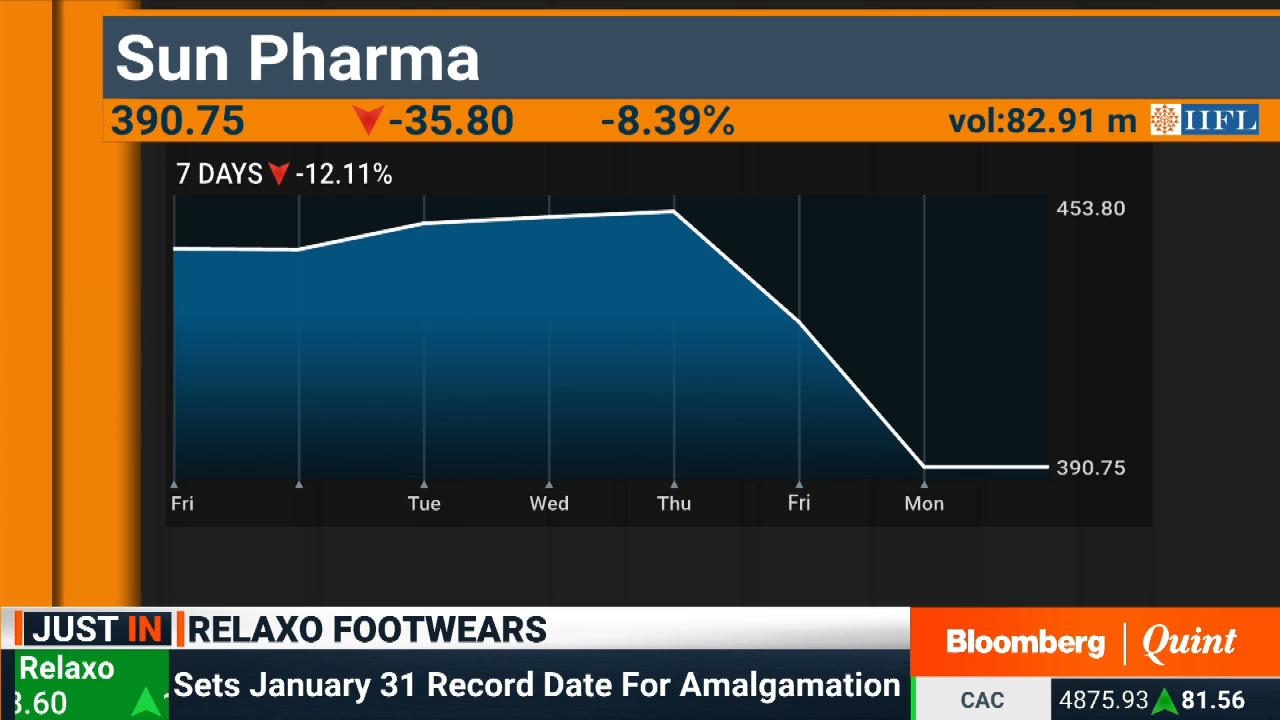 Sun Pharma
390.75 -35.80 -8.39% vol:82.91 m IIFL
7 DAYS -12.11%
453.80
390.75
Fri Tue Wed Thu Fri Mon
JUST IN RELAXO FOOTWEARS
Bloomberg | Quint
Relaxo
3.60
Sets January 31 Record Date For Amalgamation
CAC 4875.93 81.56